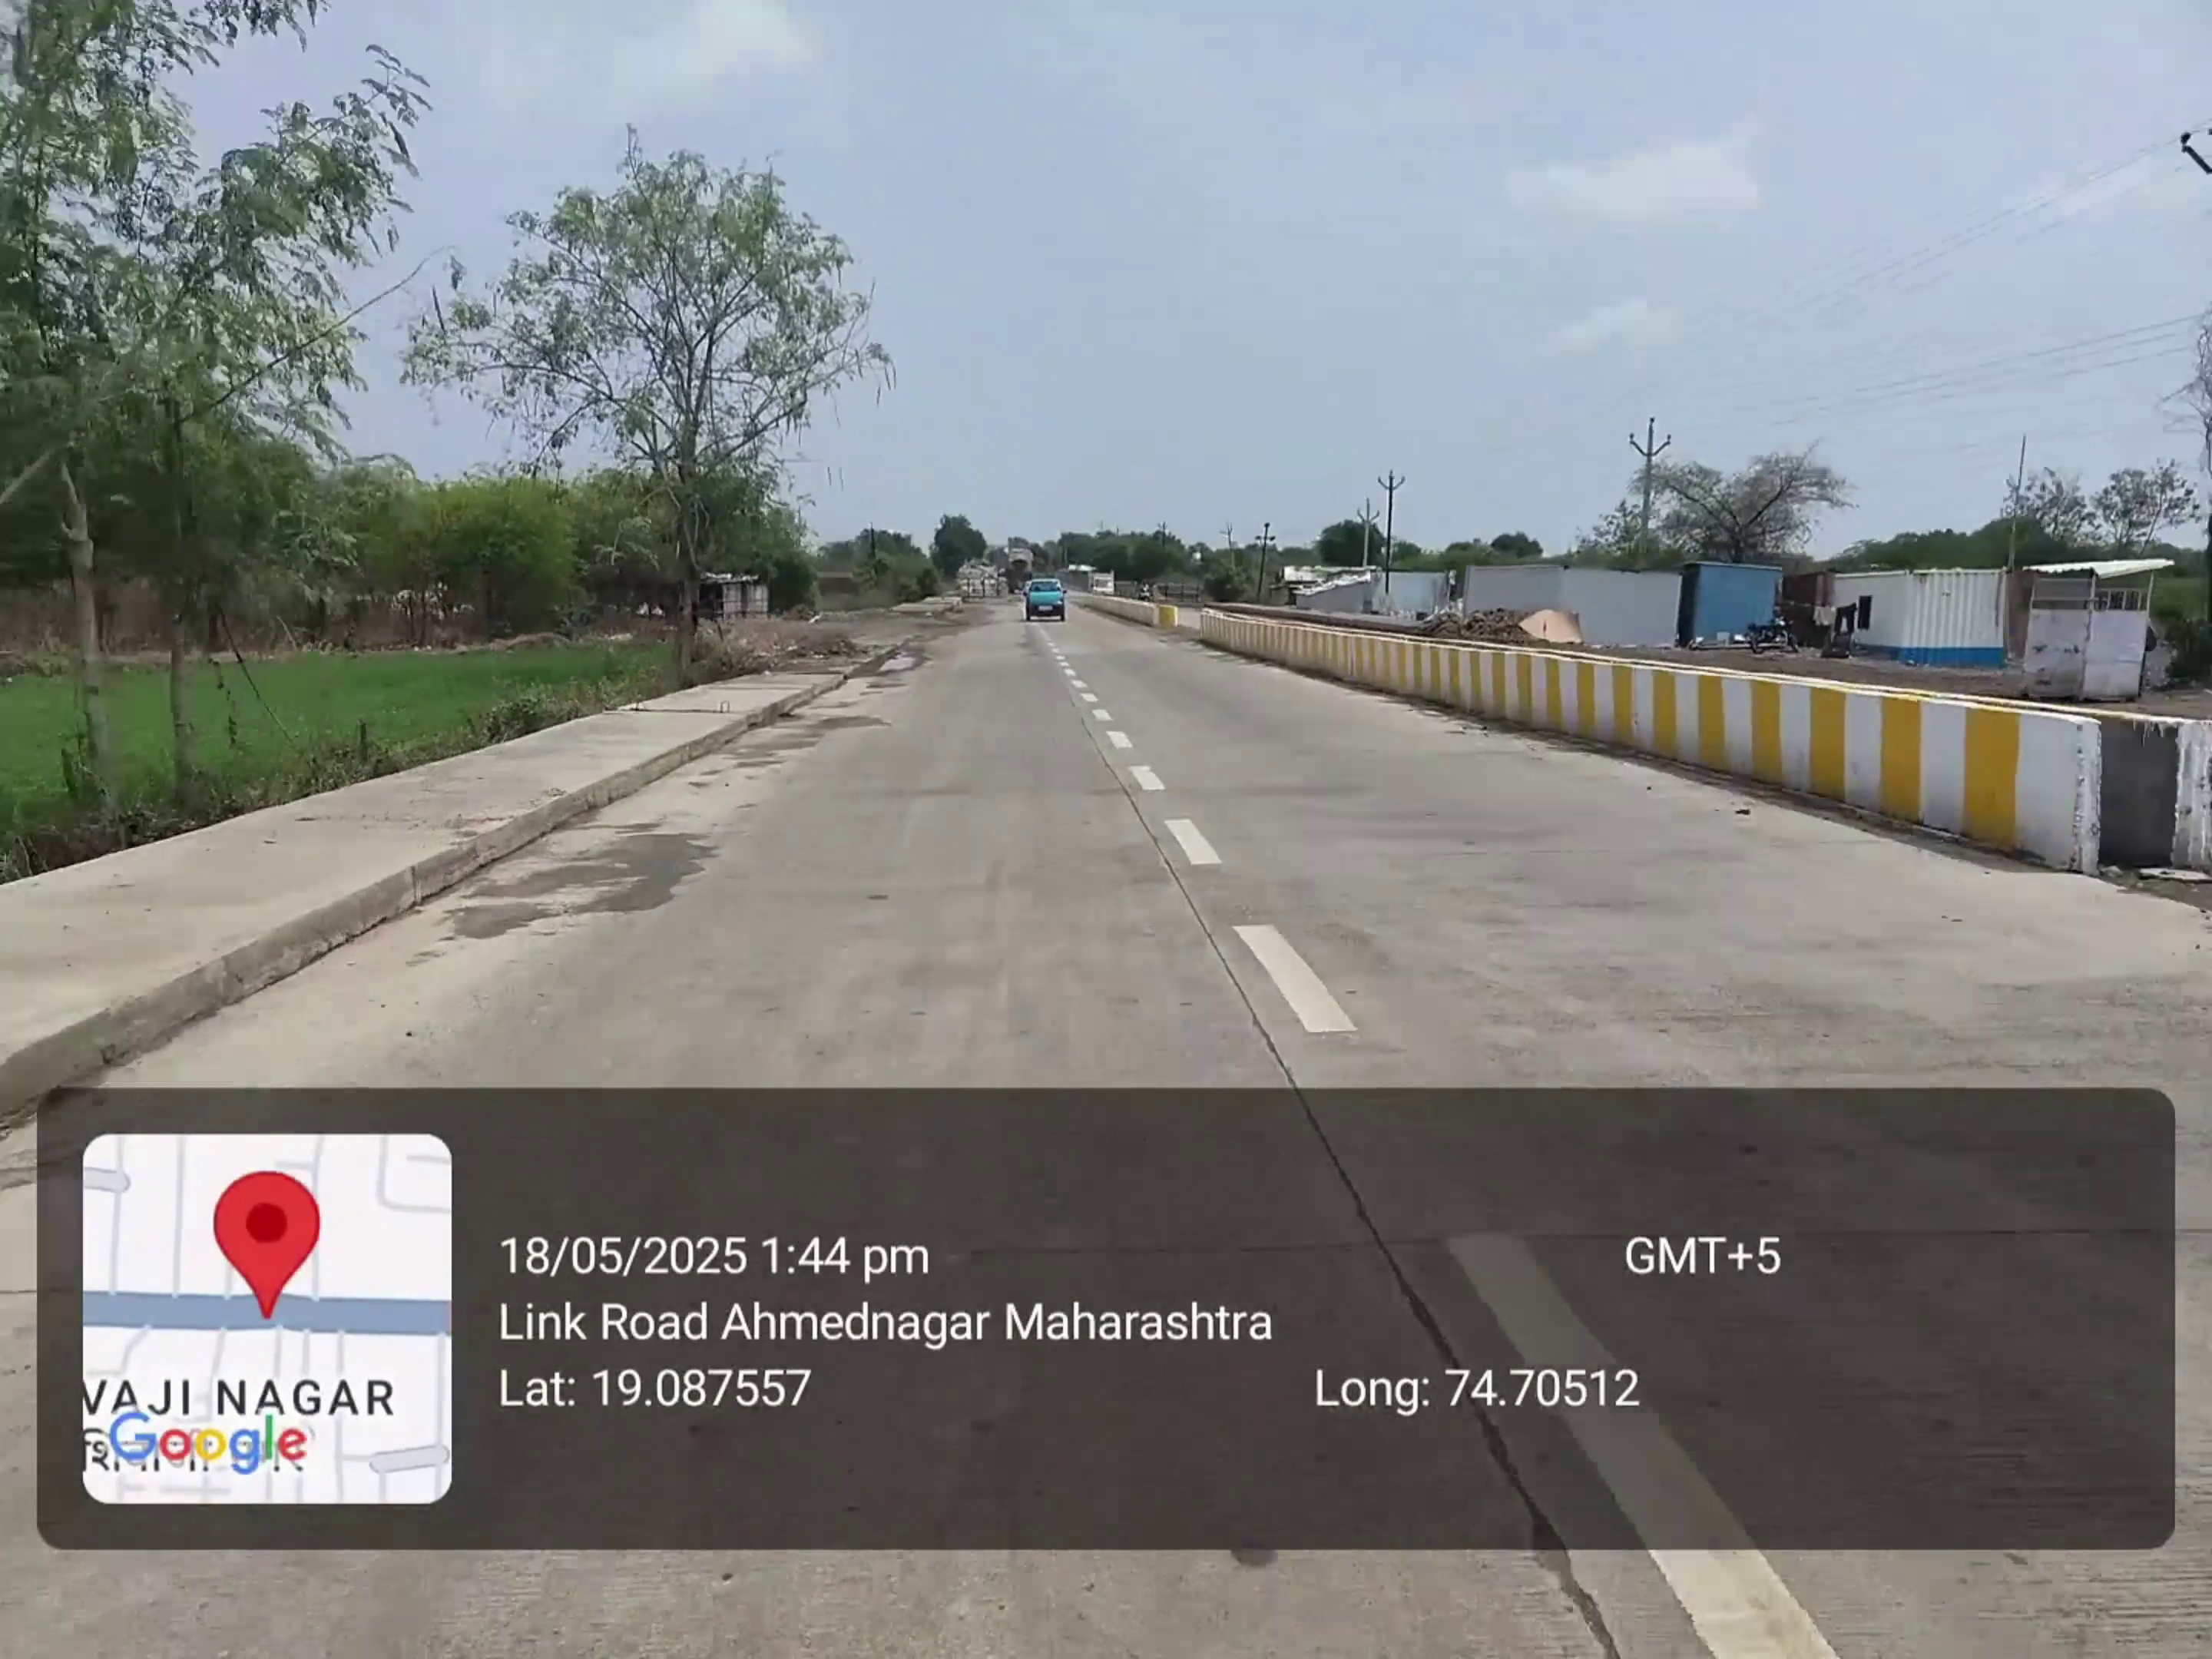 18/05/2025 1:44 pm GMT+5
Link Road Ahmednagar Maharashtra
Lat: 19.087557 Long: 74.70512
VAJI NAGAR
Google